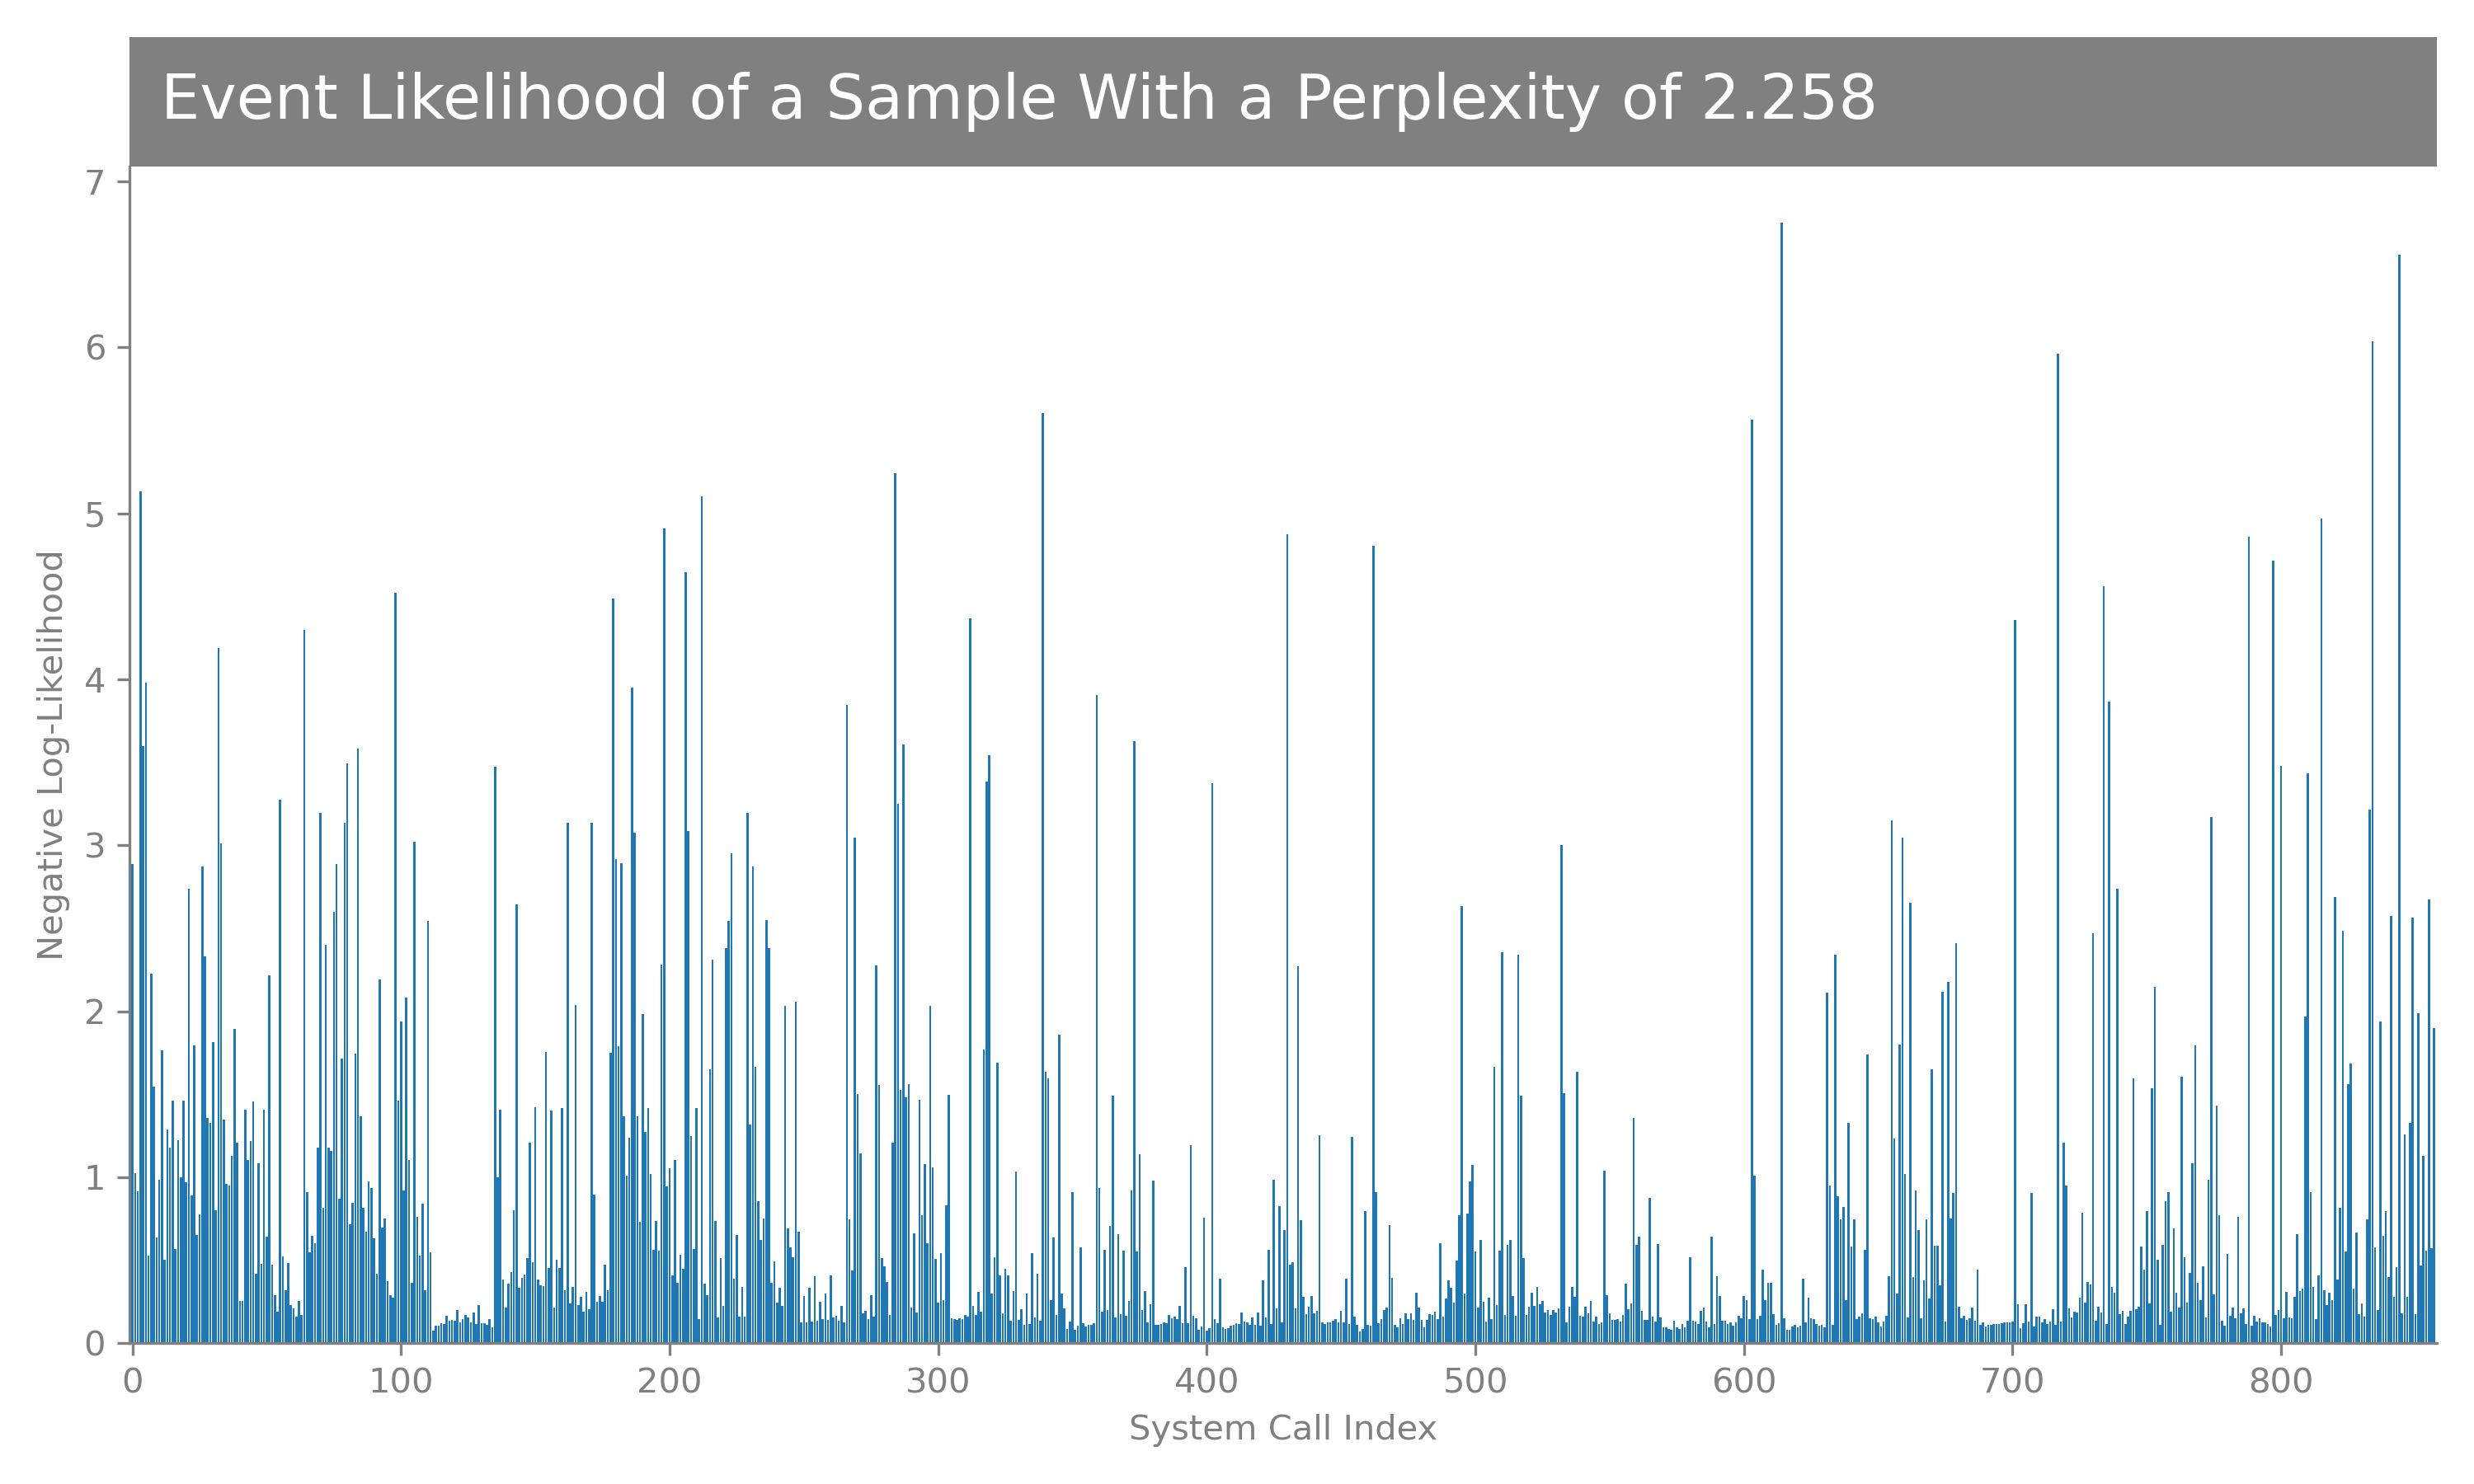 Event Likelihood of a Sample With a Perplexity of 2.258
7
6
5
4
3
2
1
0
Negative Log-Likelihood
0 100 200 300 400 500 600 700 800
System Call Index